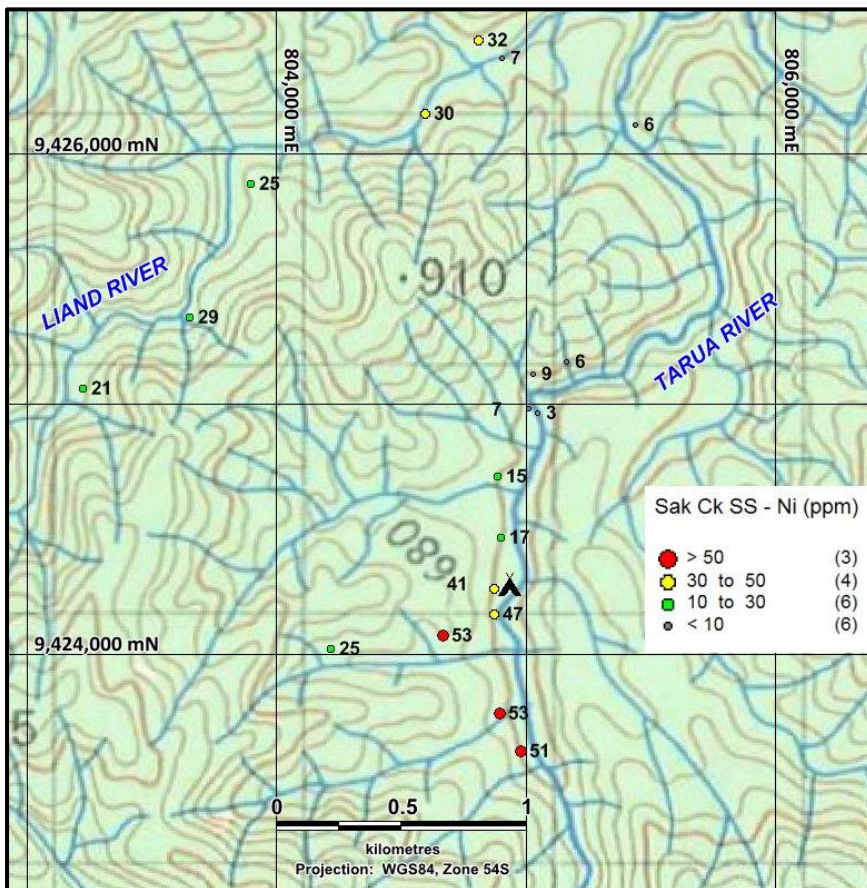 32
7
804,000 mE
806,000 mE
30
6
9,426,000 mN
25
910
LIAND RIVER
29
TARUA RIVER
6
9
21
7
3
15
Sak Ck SS - Ni (ppm)
> 50 (3)
30 to 50 (4)
10 to 30 (6)
< 10 (6)
17
680
41
47
53
9,424,000 mN
25
53
5
51
0 0.5 1
kilometres
Projection: WGS84, Zone 54S